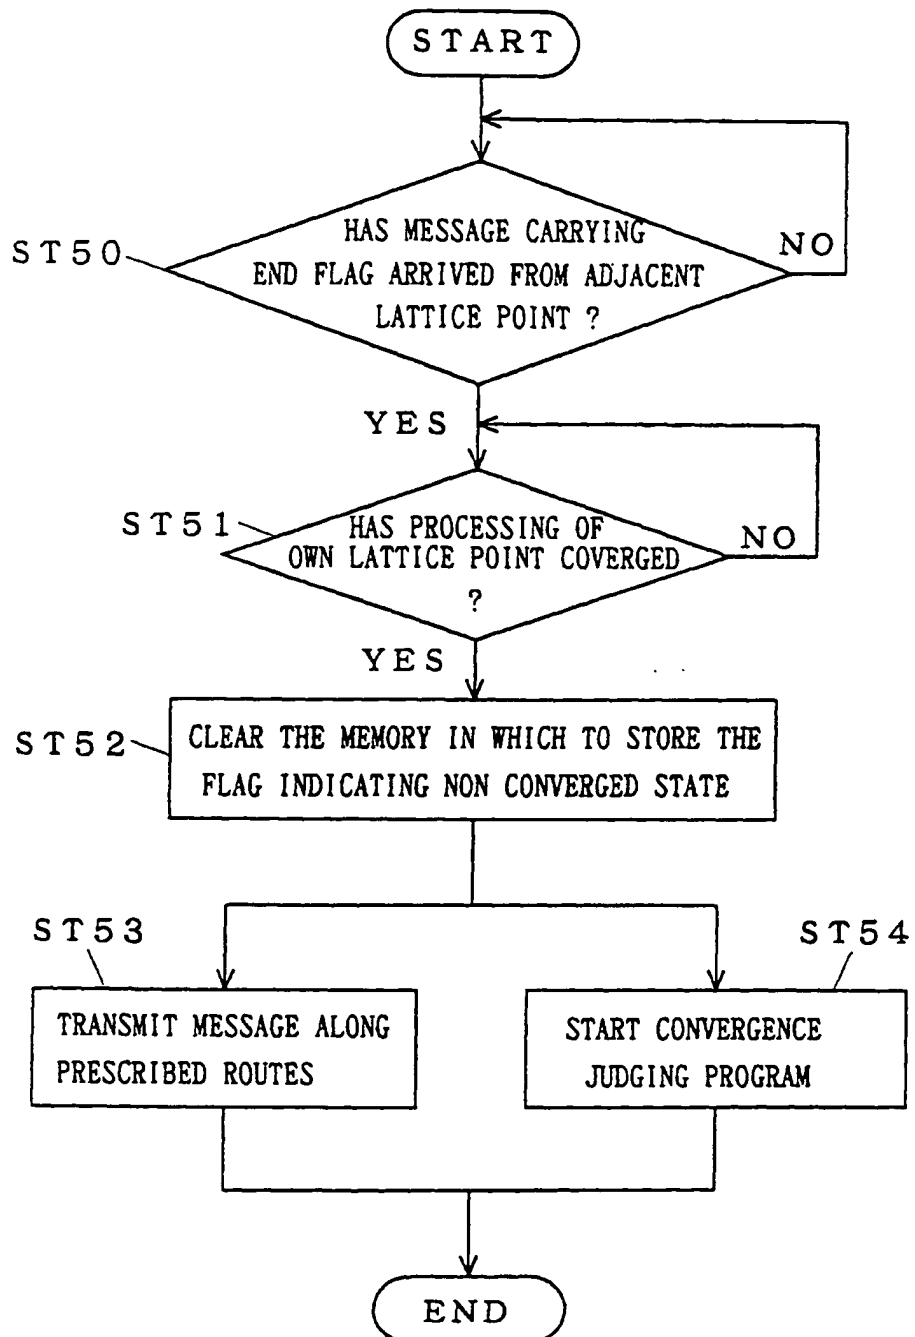 START
HAS MESSAGE CARRYING
NO
ST50
END FLAG ARRIVED FROM ADJACENT
LATTICE POINT ?
YES
ST51
HAS PROCESSING OF
NO
OWN LATTICE POINT COVERGED
?
YES
ST52
CLEAR THE MEMORY IN WHICH TO STORE THE
FLAG INDICATING NON CONVERGED STATE
ST53
ST54
TRANSMIT MESSAGE ALONG
PRESCRIBED ROUTES
START CONVERGENCE
JUDGING PROGRAM
END